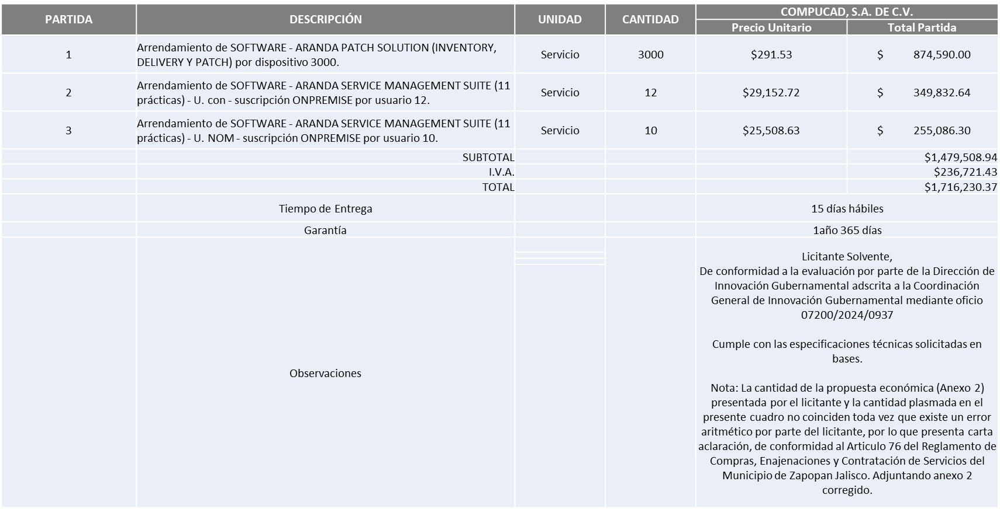 PARTIDA DESCRIPCIÓN UNIDAD CANTIDAD COMPUCAD, S.A. DE C.V.
Precio Unitario Total Partida
Arrendamiento de SOFTWARE - ARANDA PATCH SOLUTION (INVENTORY,
1 DELIVERY Y PATCH) por dispositivo 3000. Servicio 3000 $291.53 $ 874,590.00
Arrendamiento de SOFTWARE - ARANDA SERVICE MANAGEMENT SUITE (11
2 prácticas) - U. con - suscripción ONPREMISE por usuario 12. Servicio 12 $29,152.72 $ 349,832.64
Arrendamiento de SOFTWARE - ARANDA SERVICE MANAGEMENT SUITE (11
3 prácticas) - U. NOM - suscripción ONPREMISE por usuario 10. Servicio 10 $25,508.63 $ 255,086.30
SUBTOTAL $1,479,508.94
I.V.A. $236,721.43
TOTAL $1,716,230.37
Tiempo de Entrega 15 días hábiles
Garantía 1año 365 días
Observaciones
Licitante Solvente,
De conformidad a la evaluación por parte de la Dirección de
Innovación Gubernamental adscrita a la Coordinación
General de Innovación Gubernamental mediante oficio
07200/2024/0937
Cumple con las especificaciones técnicas solicitadas en
bases.
Nota: La cantidad de la propuesta económica (Anexo 2)
presentada por el licitante y la cantidad plasmada en el
presente cuadro no coinciden toda vez que existe un error
aritmético por parte del licitante, por lo que presenta carta
aclaración, de conformidad al Articulo 76 del Reglamento de
Compras, Enajenaciones y Contratación de Servicios del
Municipio de Zapopan Jalisco. Adjuntando anexo 2
corregido.